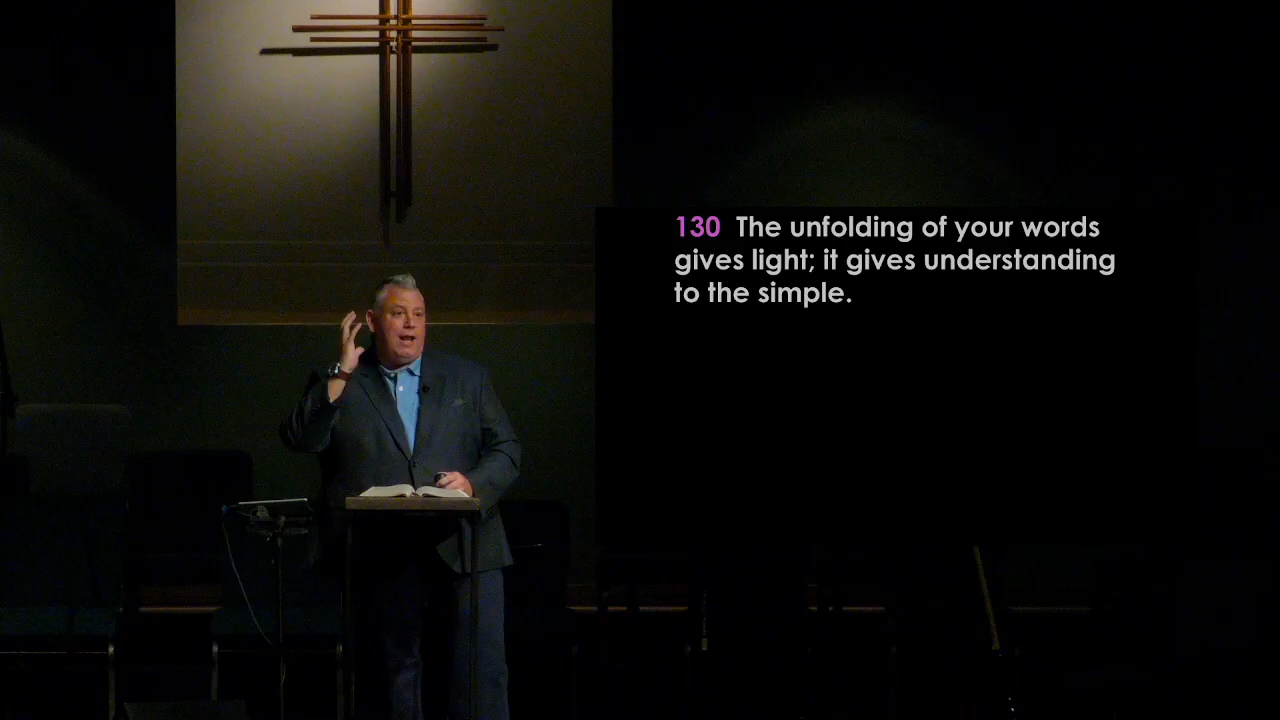 130 The unfolding of your words
gives light; it gives understanding
to the simple.